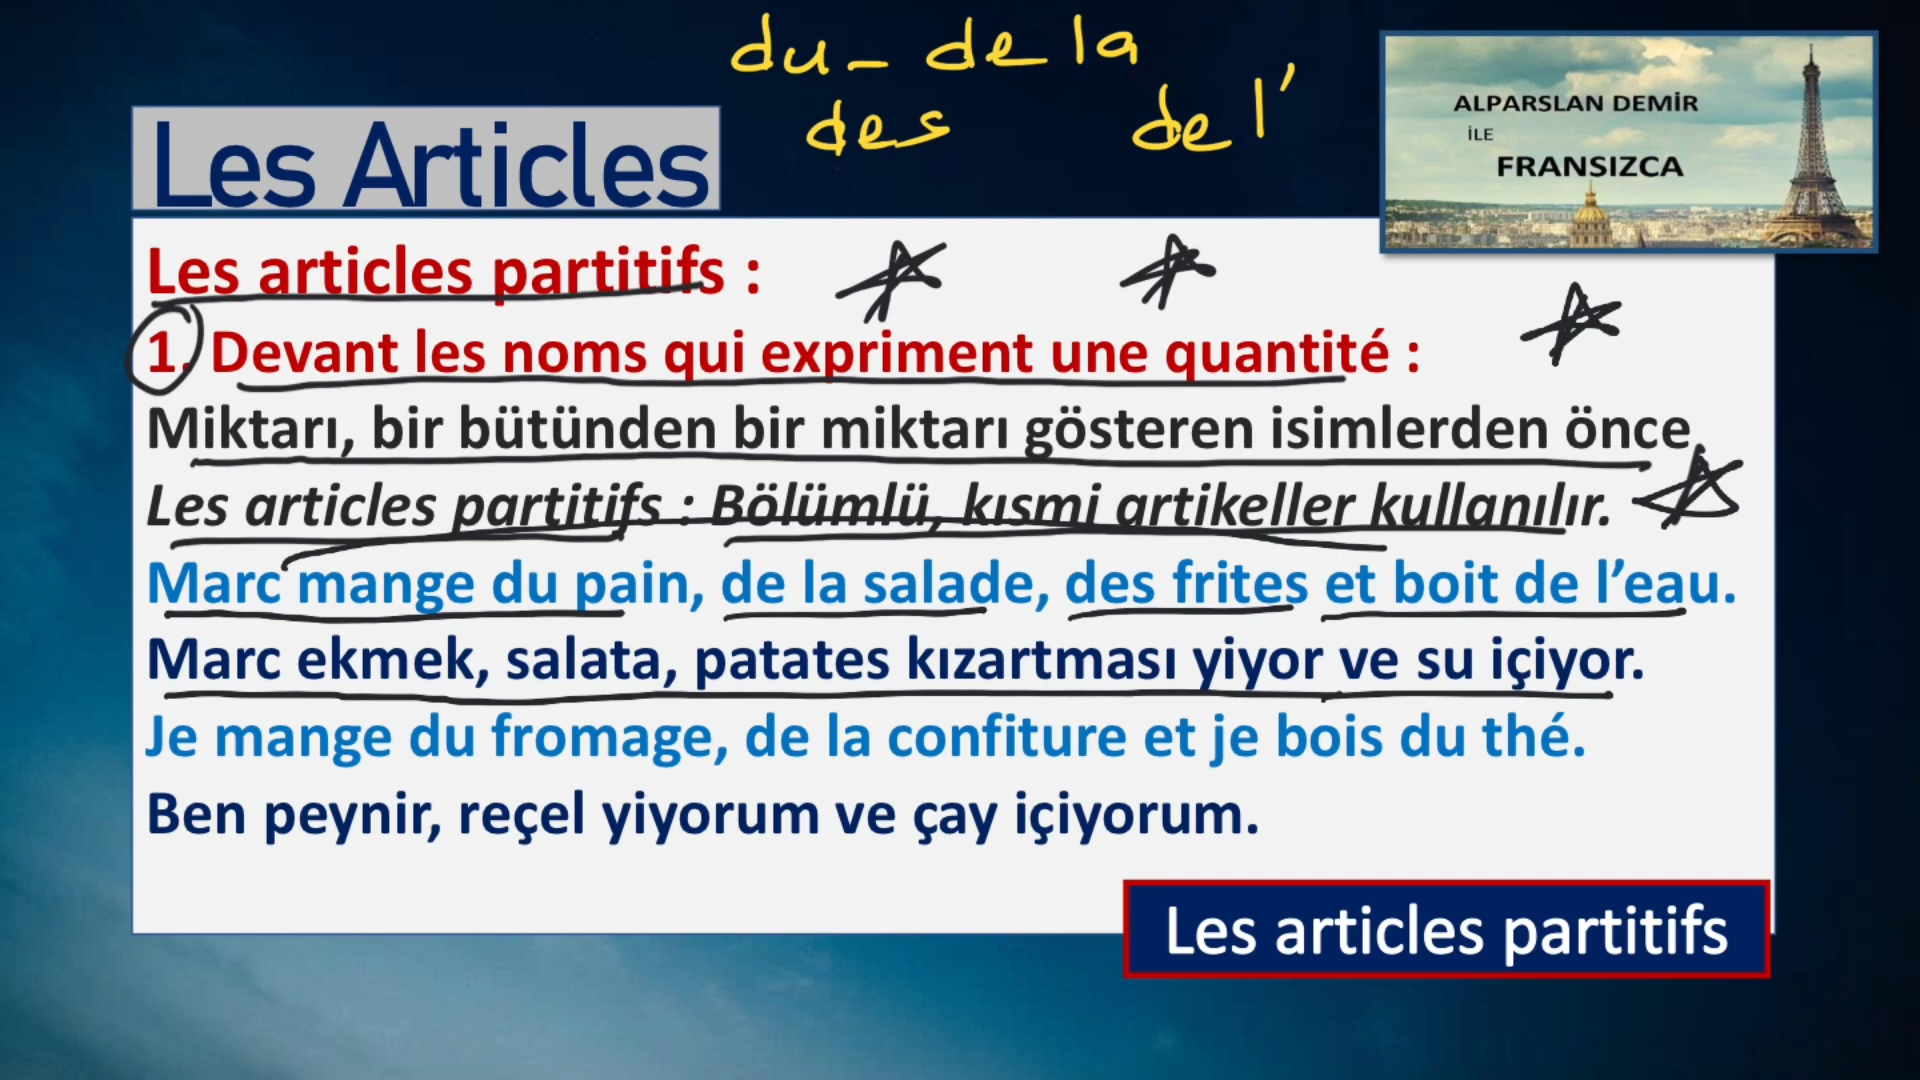 du - de la
des de l'
ALPARSLAN DEMİR
İLE
FRANSIZCA
Les Articles
Les articles partitifs :
1. Devant les noms qui expriment une quantité :
Miktarı, bir bütünden bir miktarı gösteren isimlerden önce,
Les articles partitifs : Bölümlü, kısmi artikeller kullanılır.
Marc mange du pain, de la salade, des frites et boit de l’eau.
Marc ekmek, salata, patates kızartması yiyor ve su içiyor.
Je mange du fromage, de la confiture et je bois du thé.
Ben peynir, reçel yiyorum ve çay içiyorum.
Les articles partitifs